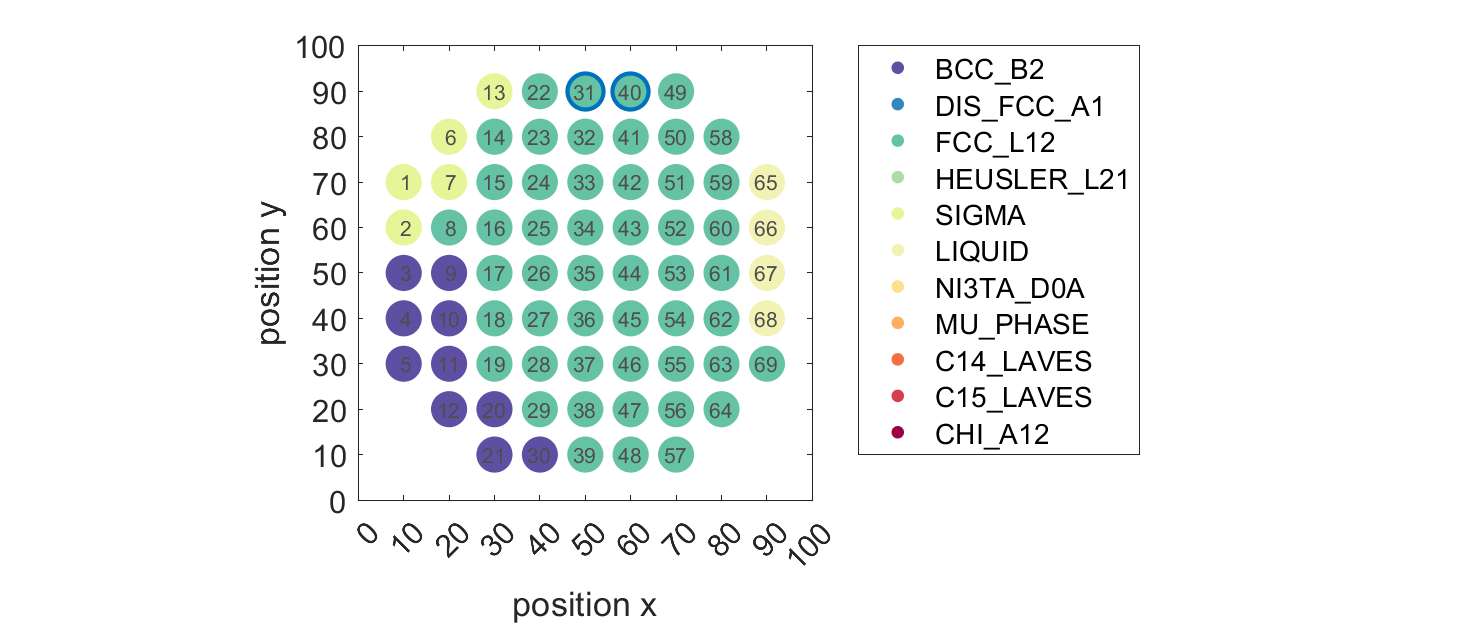 100
90
80
70
60
50
40
30
20
10
0
position y
13 22 31 40 49
6 14 23 32 41 50 58
1 7 15 24 33 42 51 59 65
2 8 16 25 34 43 52 60 66
3 9 17 26 35 44 53 61 67
4 10 18 27 36 45 54 62 68
5 11 19 28 37 46 55 63 69
12 20 29 38 47 56 64
21 30 39 48 57
0 10 20 30 40 50 60 70 80 90 100
position x
BCC_B2
DIS_FCC_A1
FCC_L12
HEUSLER_L21
SIGMA
LIQUID
NI3TA_D0A
MU_PHASE
C14_LAVES
C15_LAVES
CHI_A12